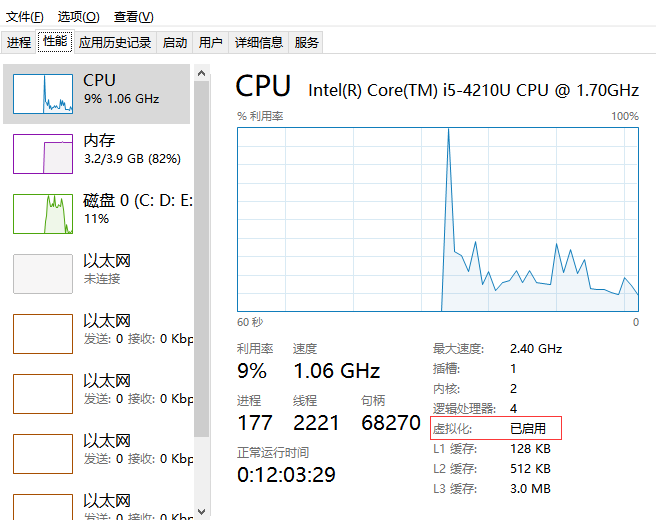 文件(F) 选项(O) 查看(V)
进程 性能 应用历史记录 启动 用户 详细信息 服务
CPU
9% 1.06 GHz
内存
3.2/3.9 GB (82%)
磁盘 0 (C: D: E:
11%
以太网
未连接
以太网
发送: 0 接收: 0 Kbp
以太网
发送: 0 接收: 0 Kbp
以太网
发送: 0 接收: 0 Kbp
以太网
发送: 0 接收: 0 Kbp
CPU Intel(R) Core(TM) i5-4210U CPU @ 1.70GHz
% 利用率 100%
60 秒 0
利用率 速度
9% 1.06 GHz
进程 线程 句柄
177 2221 68270
正常运行时间
0:12:03:29
最大速度: 2.40 GHz
插槽: 1
内核: 2
逻辑处理器: 4
虚拟化: 已启用
L1 缓存: 128 KB
L2 缓存: 512 KB
L3 缓存: 3.0 MB